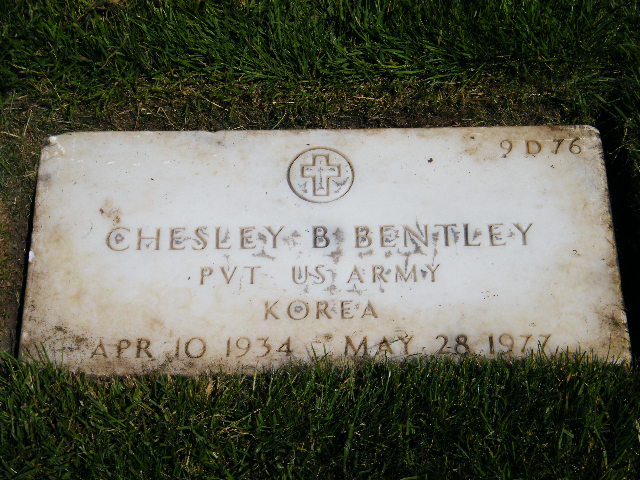 9 D 76
CHESLEY B BENTLEY
PVT US ARMY
KOREA
APR 10 1934 MAY 28 1977